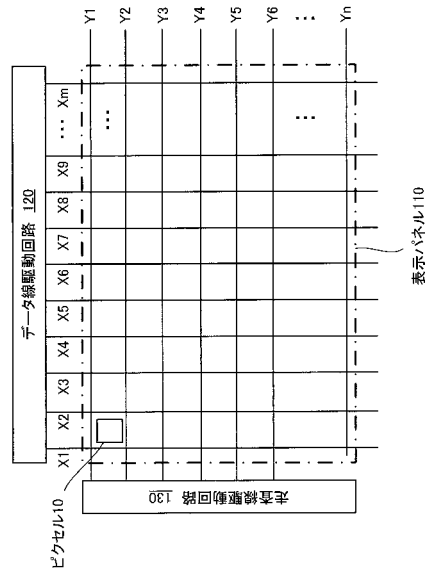 データ線駆動回路 120
X1 X2 X3 X4 X5 X6 X7 X8 X9 ... Xm
Y1
Y2
Y3
Y4
Y5
Y6
...
Yn
...
...
走査線駆動回路 130
ピクセル10
表示パネル110